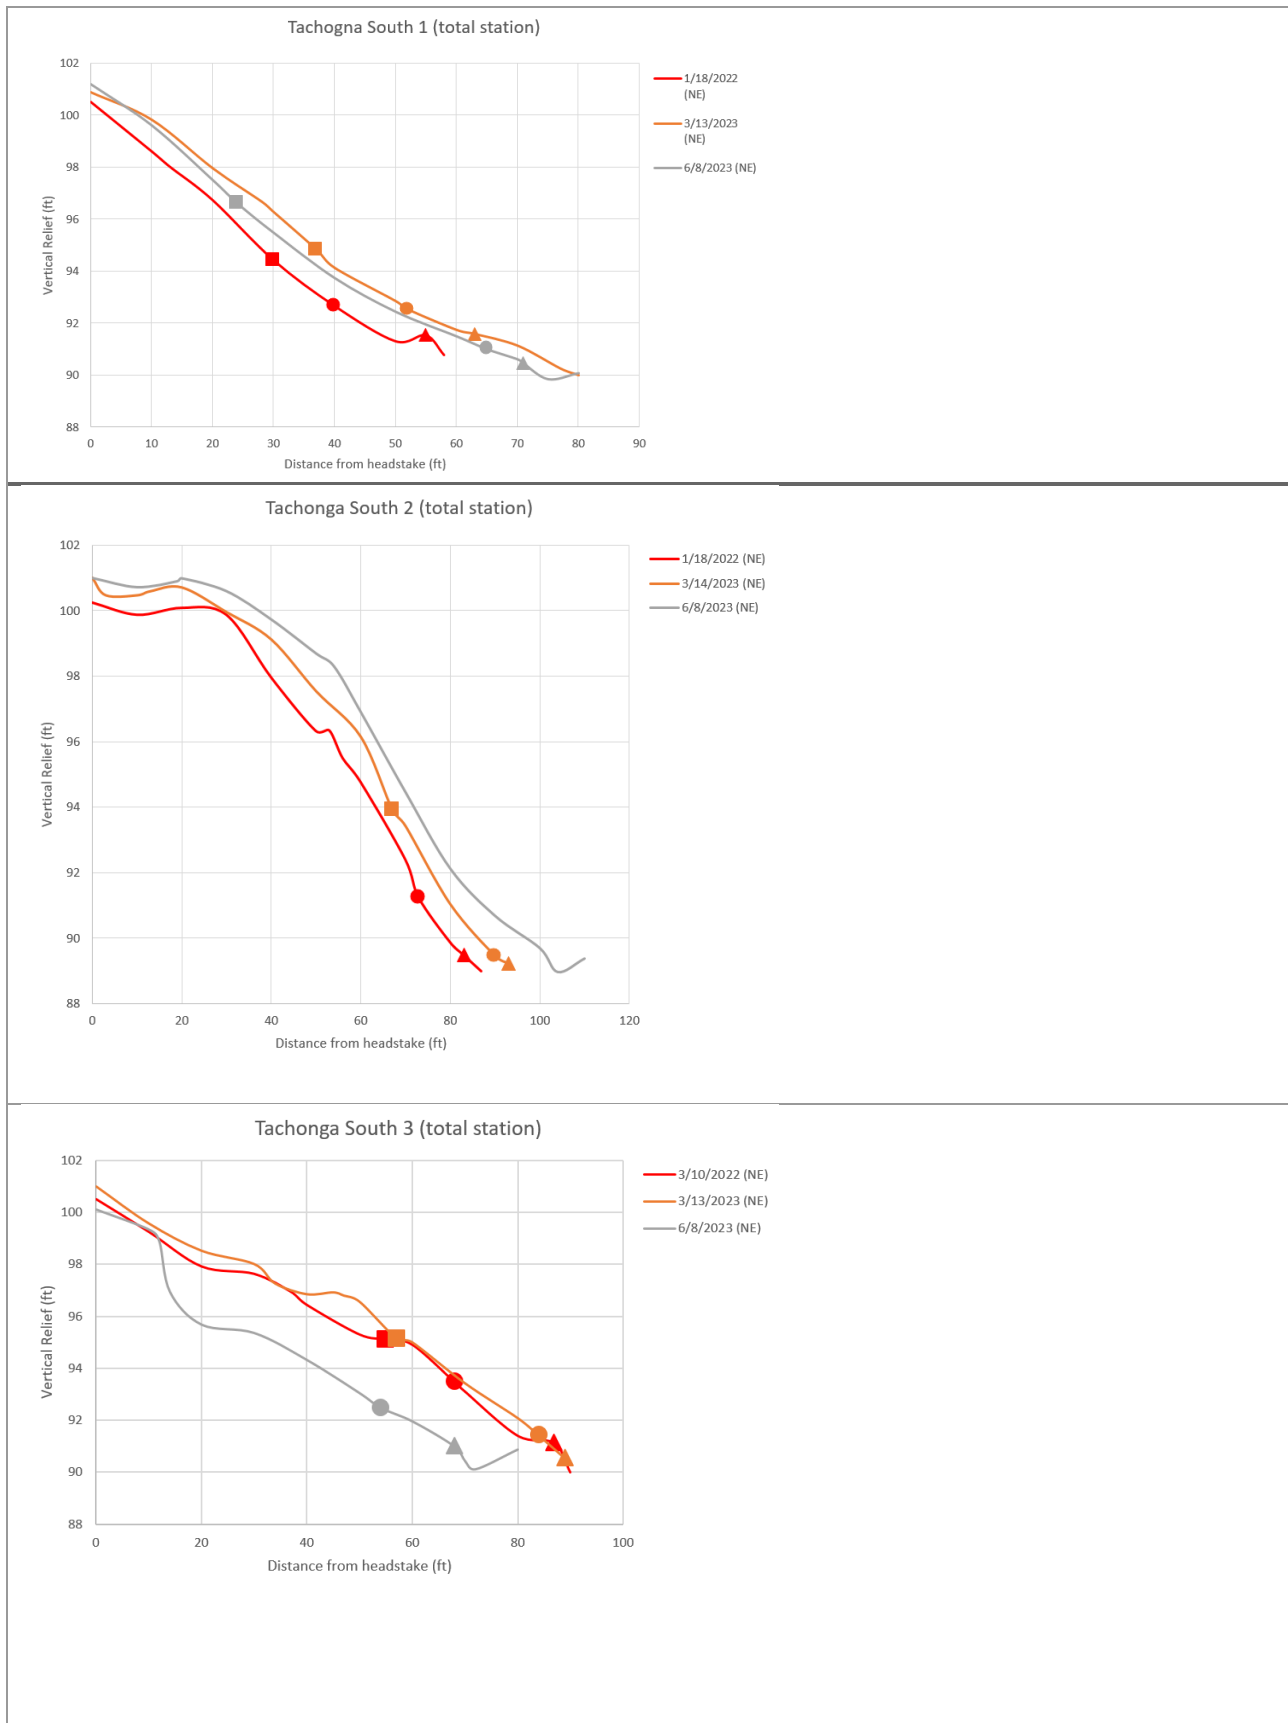 Tachogna South 1 (total station)
102
100
98
96
94
92
90
88
Vertical Relief (ft)
0 10 20 30 40 50 60 70 80 90
Distance from headstake (ft)
1/18/2022
(NE)
3/13/2023
(NE)
6/8/2023 (NE)
Tachonga South 2 (total station)
102
100
98
96
94
92
90
88
Vertical Relief (ft)
0 20 40 60 80 100 120
Distance from headstake (ft)
1/18/2022 (NE)
3/14/2023 (NE)
6/8/2023 (NE)
Tachonga South 3 (total station)
102
100
98
96
94
92
90
88
Vertical Relief (ft)
0 20 40 60 80 100
Distance from headstake (ft)
3/10/2022 (NE)
3/13/2023 (NE)
6/8/2023 (NE)